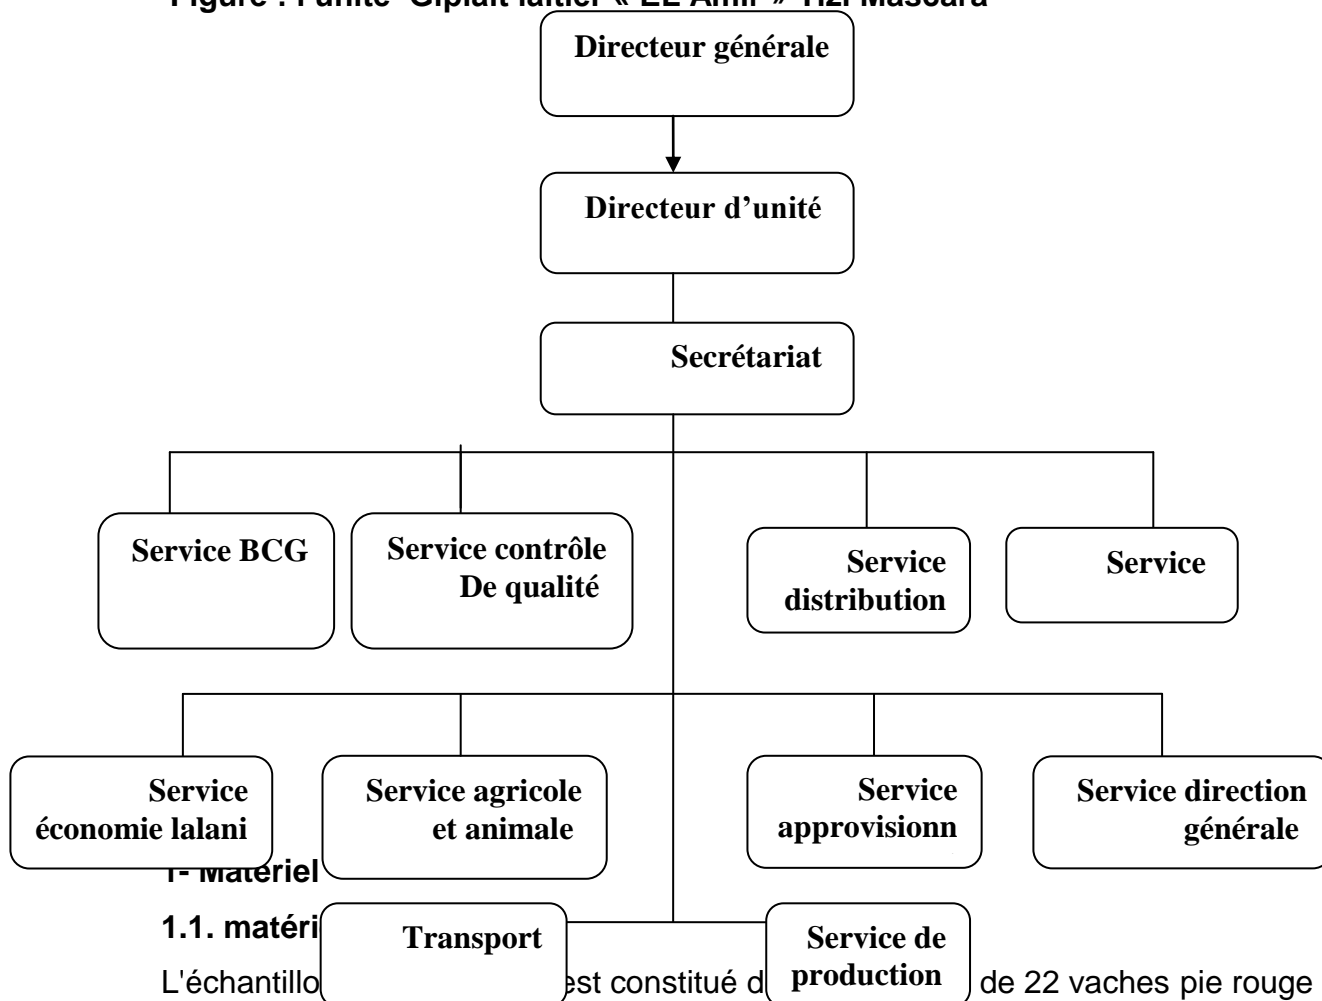 Figure : l'unité Giplait laitier « EL Amir » Tizi Mascara
Directeur générale
Directeur d'unité
Secrétariat
Service BCG
Service contrôle
De qualité
Service
distribution
Service
Service
économie lalani
Service agricole
et animale
Service
approvisionn
Service direction
générale
1- Matériel
1.1. matéri
Transport
Service de
production
L'échantillo est constitué d de 22 vaches pie rouge